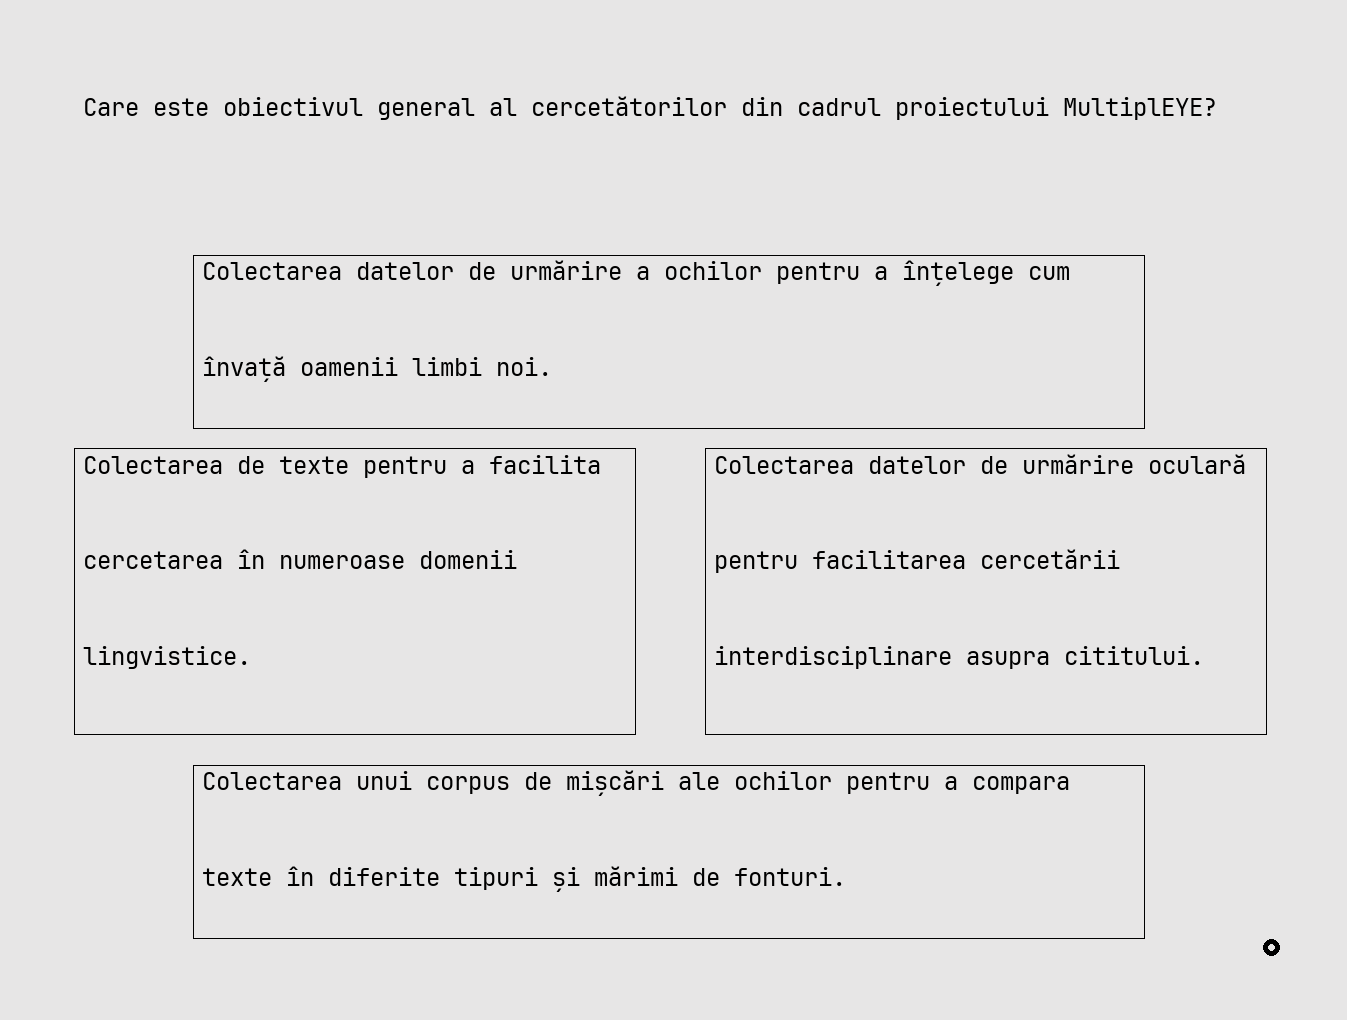 Care este obiectivul general al cercetătorilor din cadrul proiectului MultiplEYE?
Colectarea datelor de urmărire a ochilor pentru a înțelege cum
învață oamenii limbi noi.
Colectarea de texte pentru a facilita
cercetarea în numeroase domenii
lingvistice.
Colectarea datelor de urmărire oculară
pentru facilitarea cercetării
interdisciplinare asupra cititului.
Colectarea unui corpus de mișcări ale ochilor pentru a compara
texte în diferite tipuri și mărimi de fonturi.